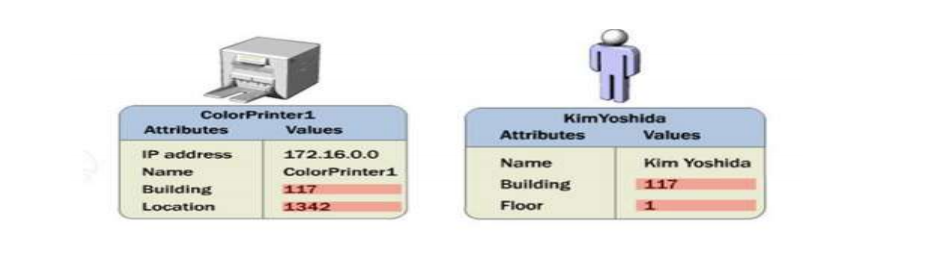 ColorPrinter1
Attributes Values
IP address 172.16.0.0
Name ColorPrinter1
Building 117
Location 1342
KimYoshida
Attributes Values
Name Kim Yoshida
Building 117
Floor 1